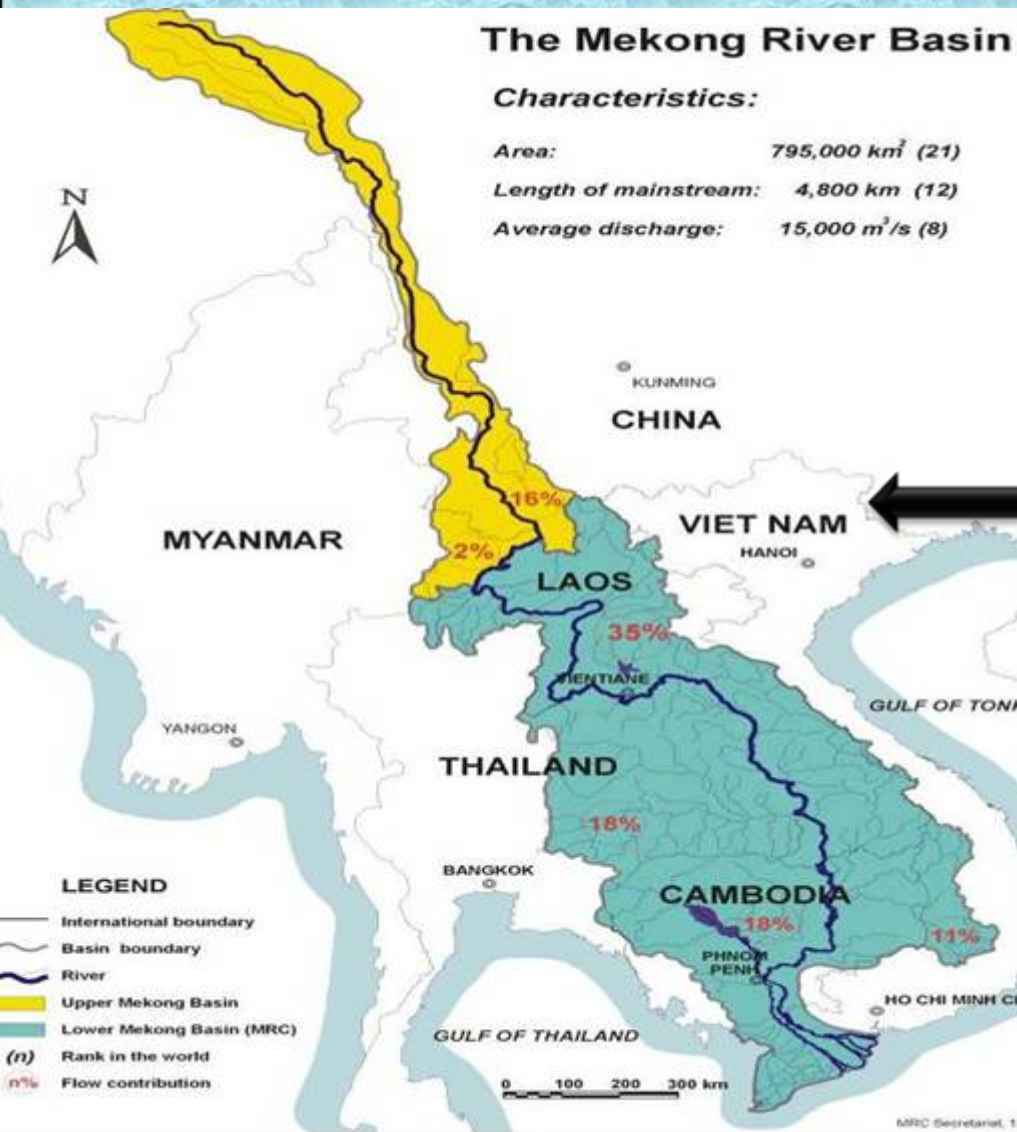 The Mekong River Basin
Characteristics:
Area: 795,000 km² (21)
Length of mainstream: 4,800 km (12)
Average discharge: 15,000 m³/s (8)
N
KUNMING
CHINA
16%
VIET NAM
MYANMAR
2%
HANOI
LAOS
35%
VIENTIANE
GULF OF TONK
YANGON
THAILAND
18%
BANGKOK
CAMBODIA
18%
11%
PHNOM
PENH
HO CHI MINH CI
GULF OF THAILAND
LEGEND
International boundary
Basin boundary
River
Upper Mekong Basin
Lower Mekong Basin (MRC)
(n) Rank in the world
n% Flow contribution
0 100 200 300 km
MRC Secretariat, 1